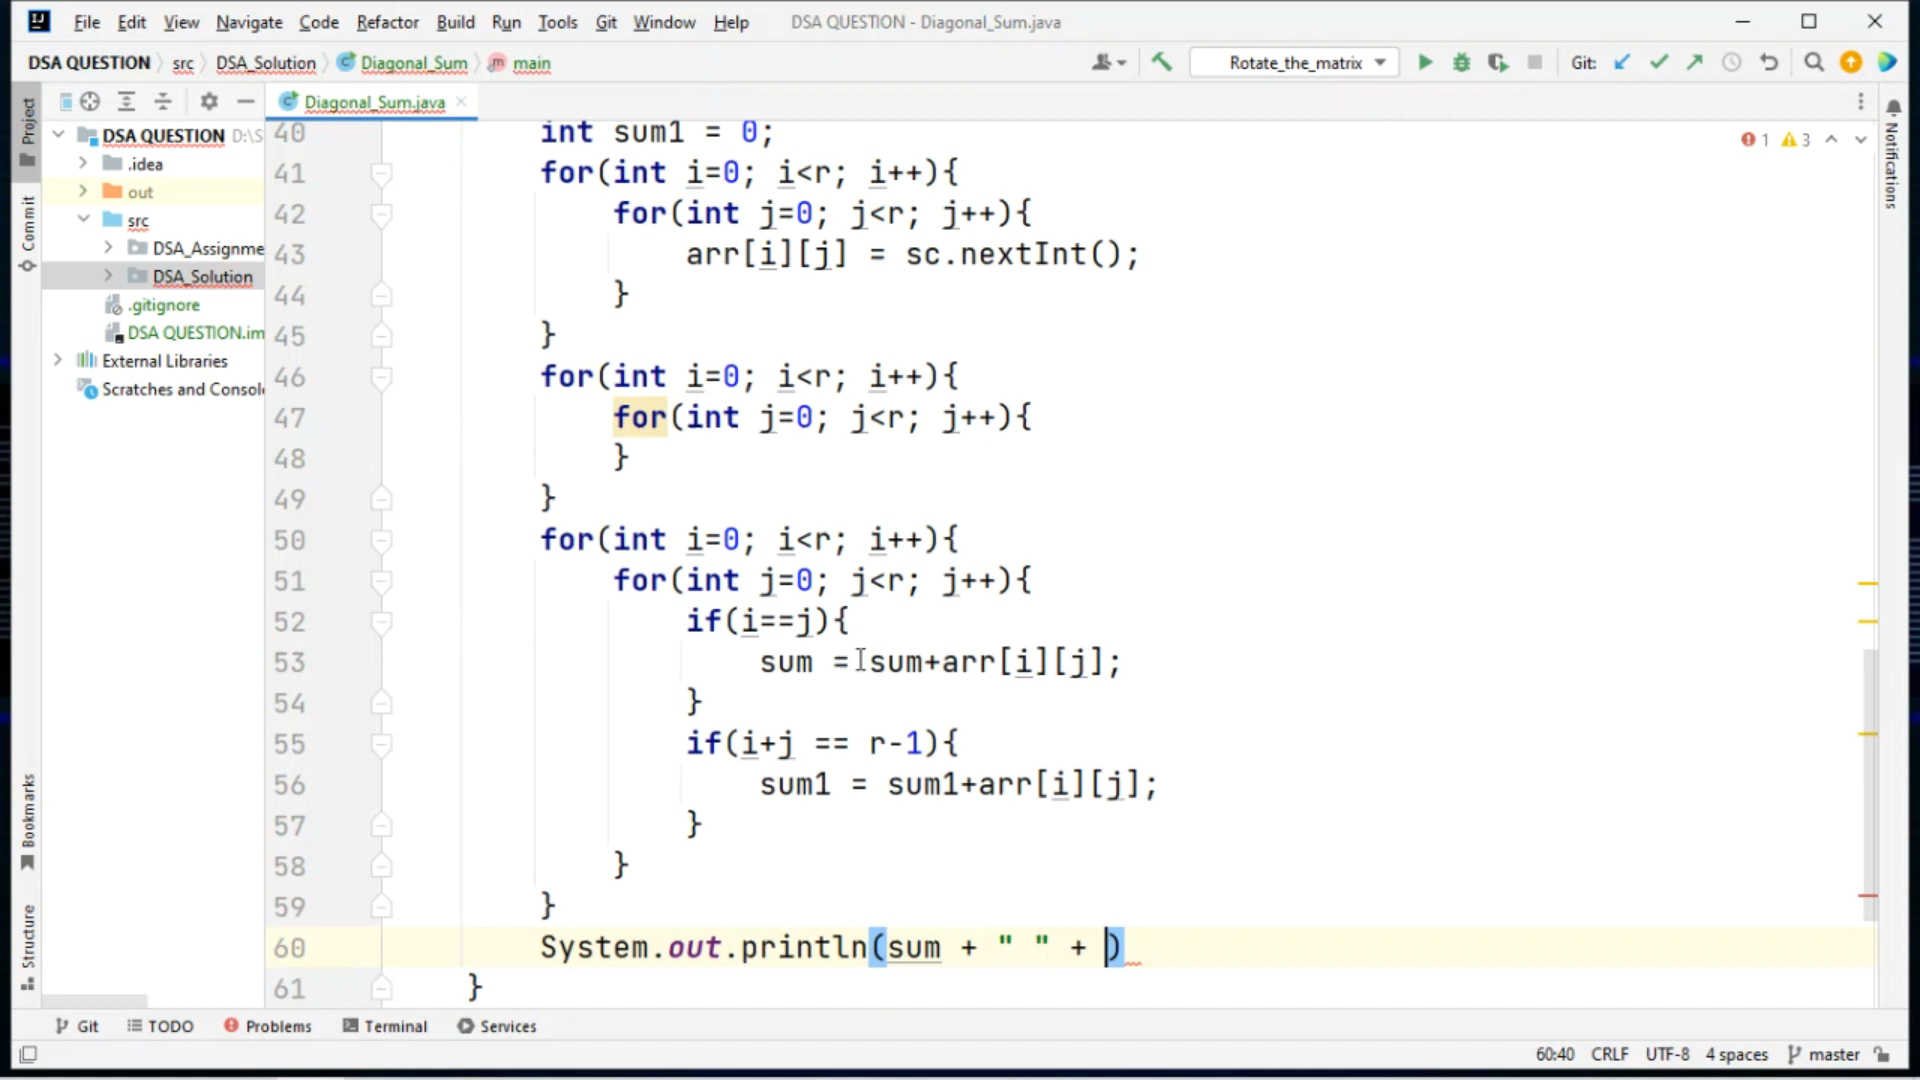 File Edit View Navigate Code Refactor Build Run Tools Git Window Help DSA QUESTION - Diagonal_Sum.java
DSA QUESTION src DSA_Solution Diagonal_Sum main Rotate_the_matrix Git:
Diagonal_Sum.java
Project
Commit
Bookmarks
Structure
DSA QUESTION D:\S
.idea
out
src
DSA_Assignme
DSA_Solution
.gitignore
DSA QUESTION.im
External Libraries
Scratches and Consol
1 3
Notifications
40 int sum1 = 0;
41 for(int i=0; i<r; i++){
42 for(int j=0; j<r; j++){
43 arr[i][j] = sc.nextInt();
44 }
45 }
46 for(int i=0; i<r; i++){
47 for(int j=0; j<r; j++){
48 }
49 }
50 for(int i=0; i<r; i++){
51 for(int j=0; j<r; j++){
52 if(i==j){
53 sum = sum+arr[i][j];
54 }
55 if(i+j == r-1){
56 sum1 = sum1+arr[i][j];
57 }
58 }
59 }
60 System.out.println(sum + " " + )
61 }
Git TODO Problems Terminal Services
60:40 CRLF UTF-8 4 spaces master